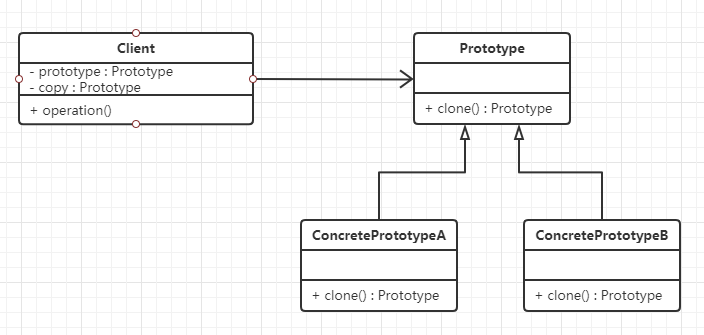 Client
- prototype : Prototype
- copy : Prototype
+ operation()
Prototype
+ clone() : Prototype
ConcretePrototypeA
+ clone() : Prototype
ConcretePrototypeB
+ clone() : Prototype